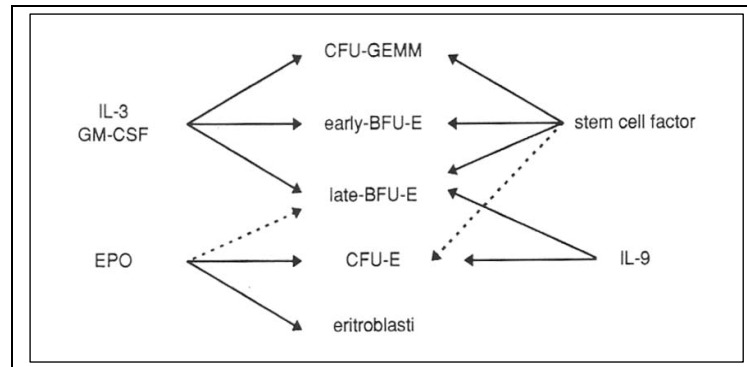 CFU-GEMM
IL-3
GM-CSF
early-BFU-E
stem cell factor
late-BFU-E
EPO
CFU-E
IL-9
eritroblasti